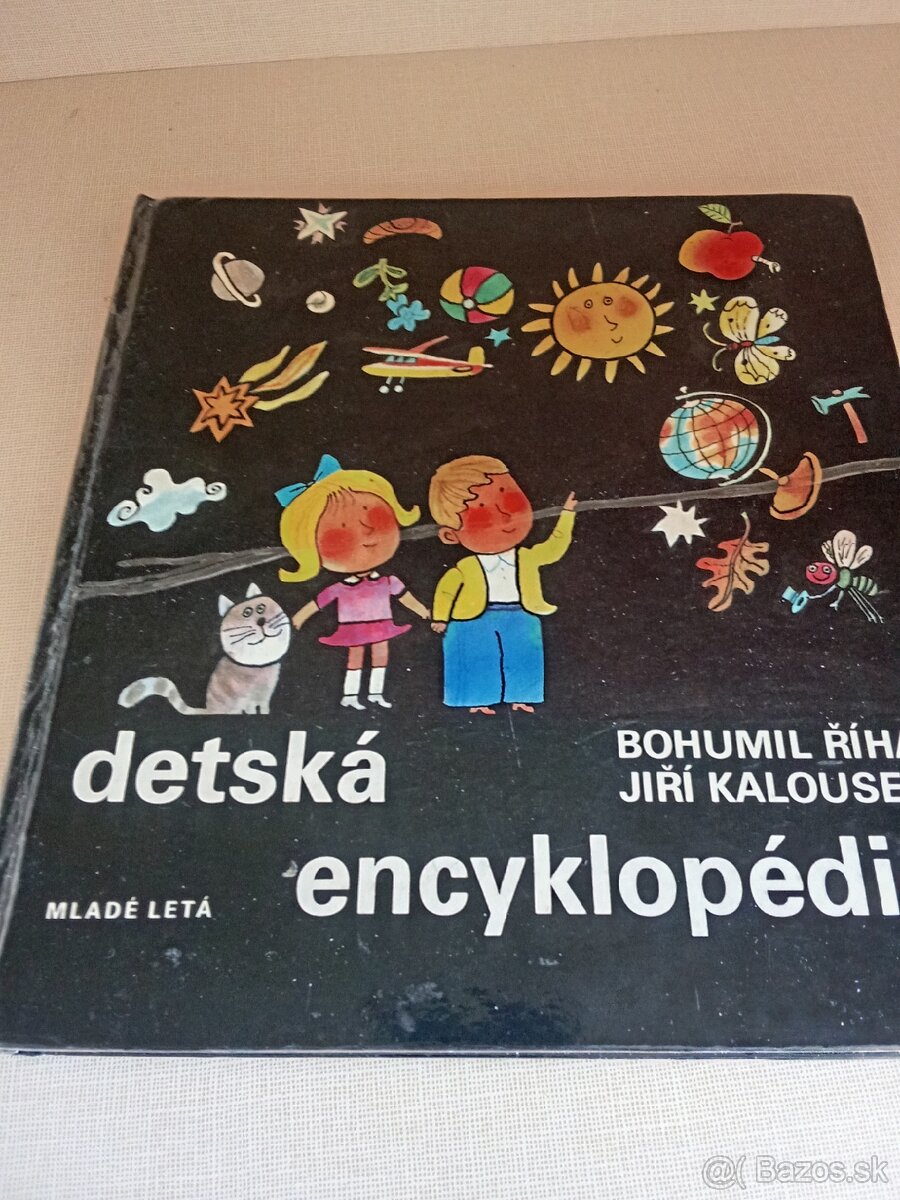 detská
BOHUMIL ŘÍHA
JIŘÍ KALOUSE
encyklopédi
MLADÉ LETÁ
@( Bazos.sk